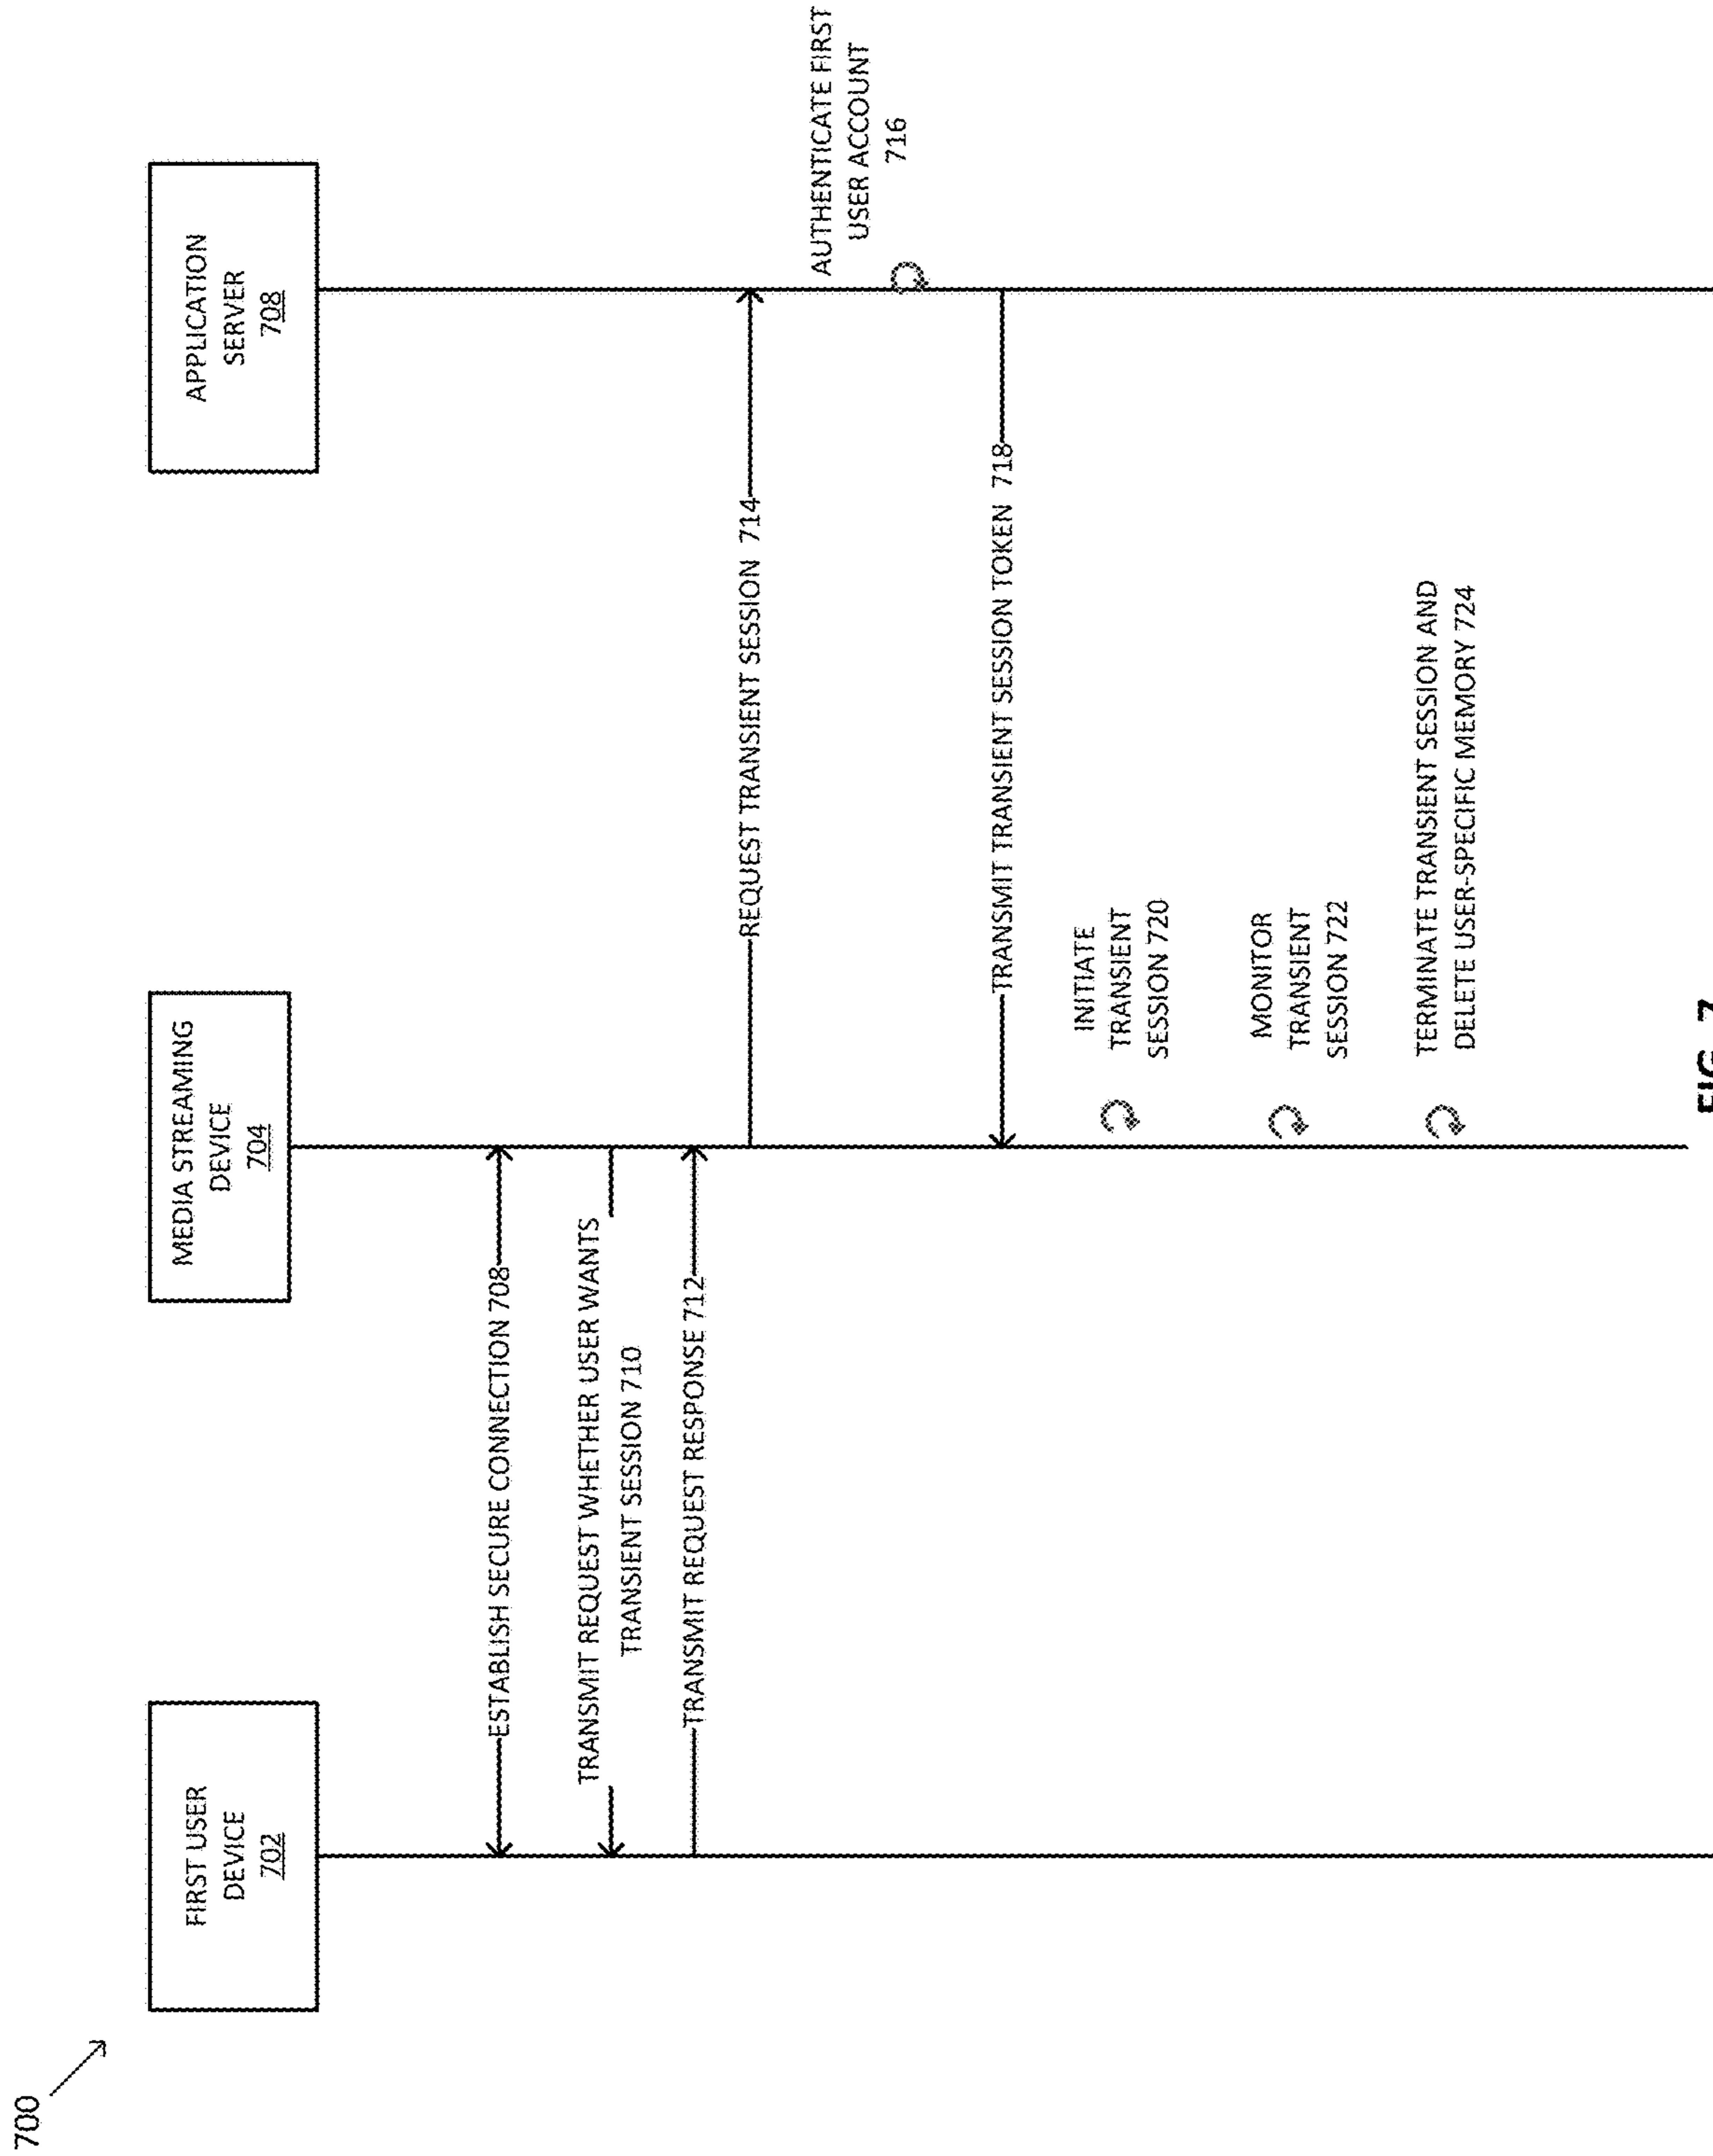 700
FIRST USER
DEVICE
702
MEDIA STREAMING
DEVICE
704
APPLICATION
SERVER
708
ESTABLISH SECURE CONNECTION 708
TRANSMIT REQUEST WHETHER USER WANTS
TRANSIENT SESSION 710
TRANSMIT REQUEST RESPONSE 712
REQUEST TRANSIENT SESSION 714
AUTHENTICATE FIRST
USER ACCOUNT
716
TRANSMIT TRANSIENT SESSION TOKEN 718
INITIATE
TRANSIENT
SESSION 720
MONITOR
TRANSIENT
SESSION 722
TERMINATE TRANSIENT SESSION AND
DELETE USER-SPECIFIC MEMORY 724
FIG. 7